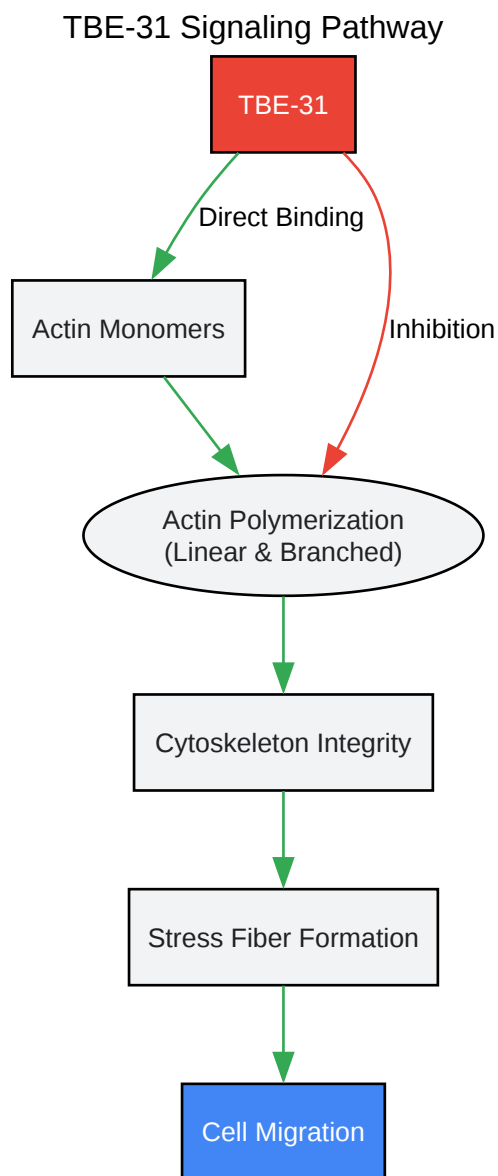 TBE-31 Signaling Pathway
TBE-31
Direct Binding
Actin Monomers
Inhibition
Actin Polymerization
(Linear & Branched)
Cytoskeleton Integrity
Stress Fiber Formation
Cell Migration